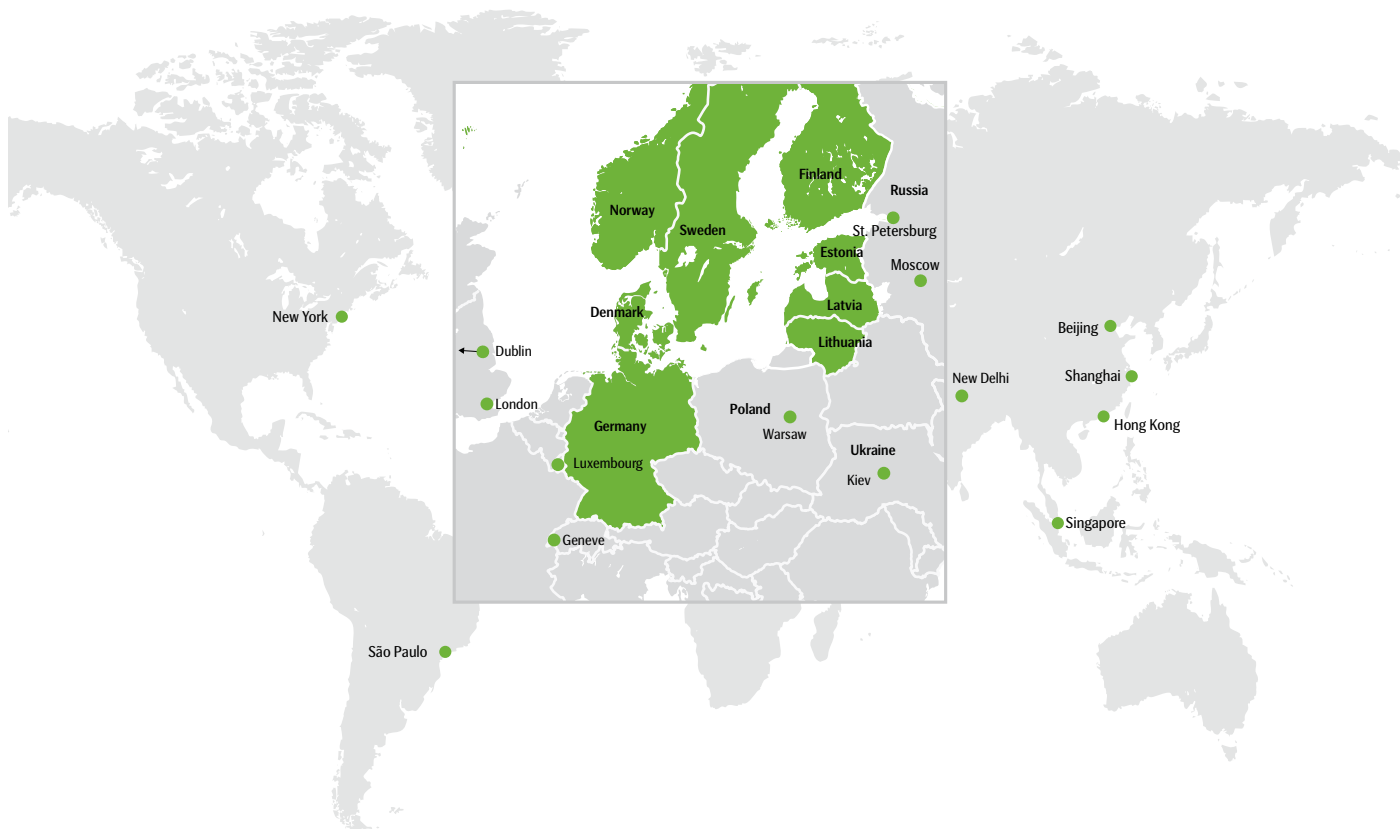 Finland
Russia
Norway
St. Petersburg
Sweden
Estonia
Moscow
Latvia
Denmark
New York
Beijing
Lithuania
Dublin
New Delhi
Shanghai
London
Poland
Hong Kong
Germany
Warsaw
Ukraine
Luxembourg
Kiev
Singapore
Geneve
São Paulo